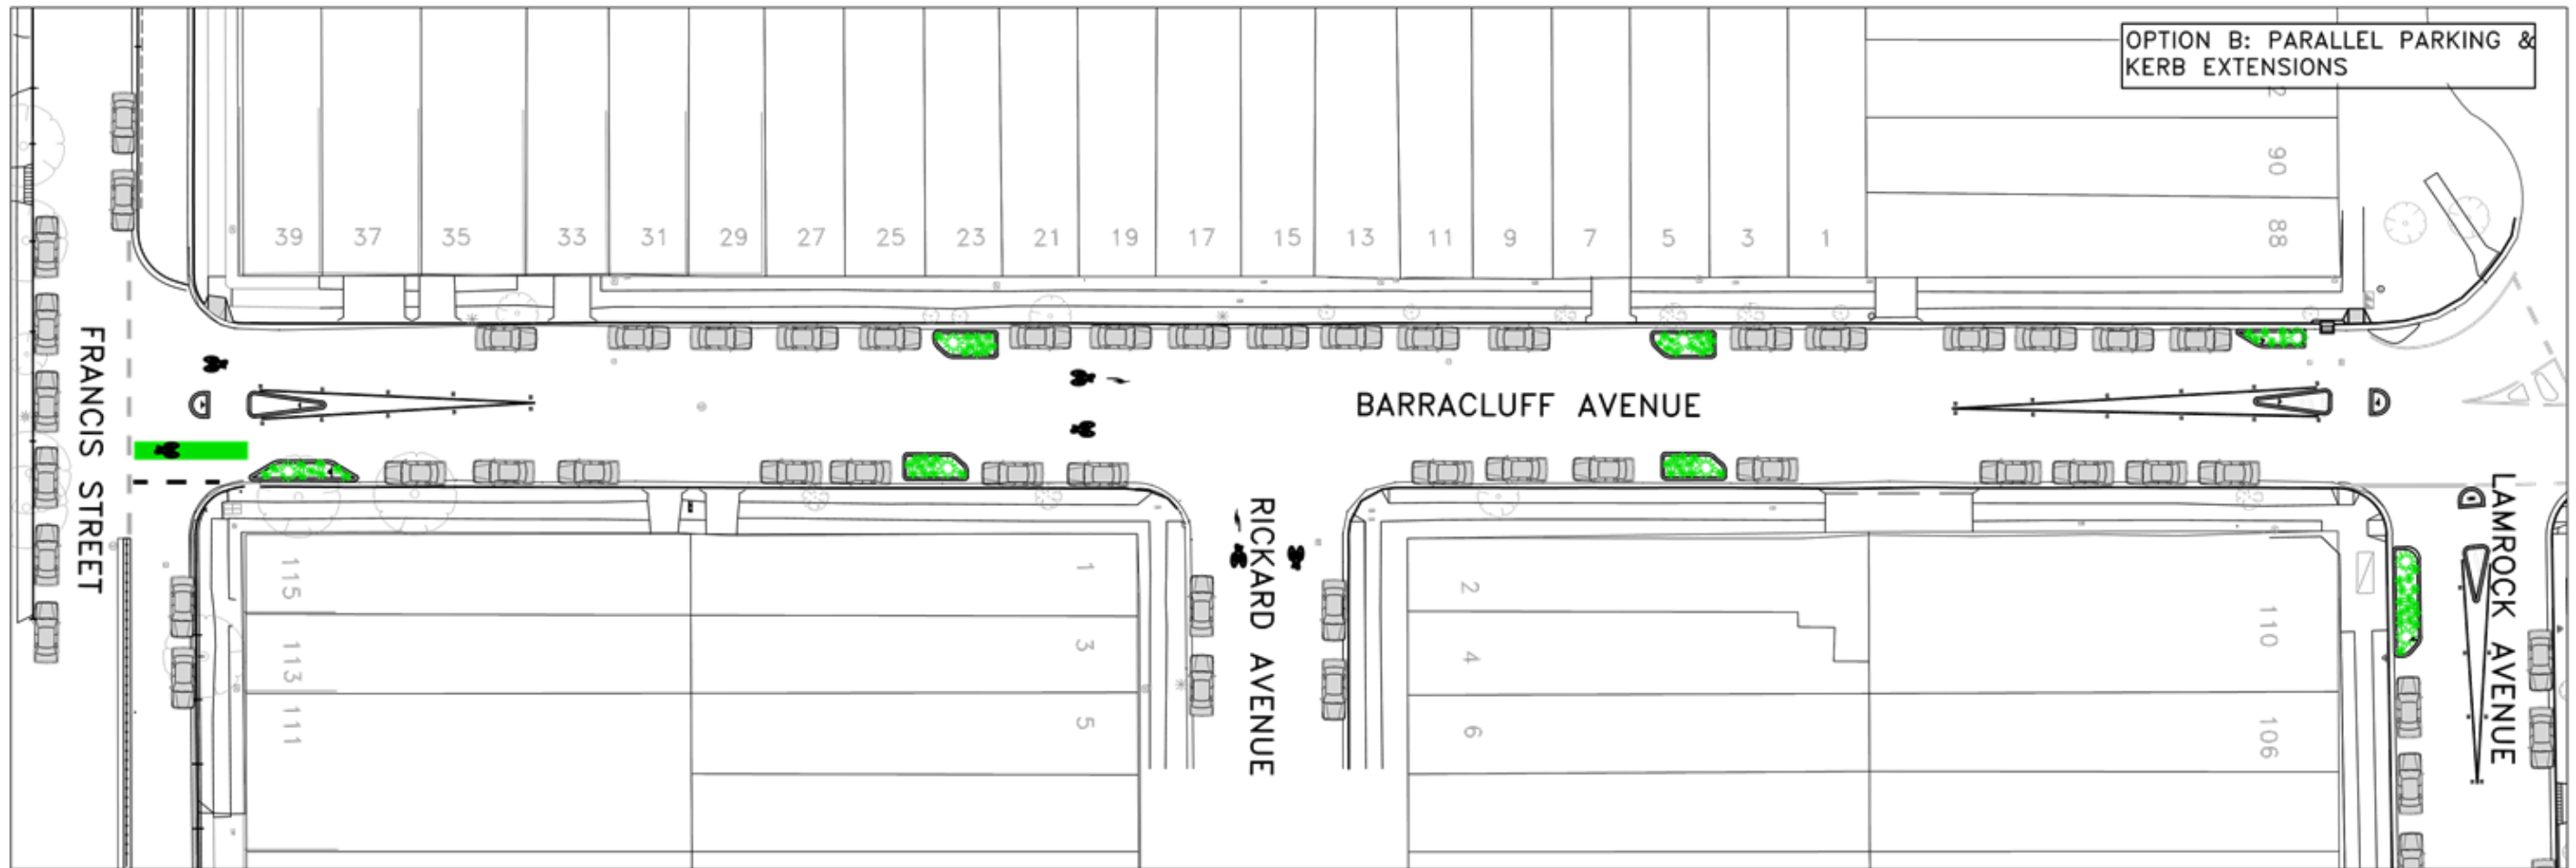 OPTION B: PARALLEL PARKING &
KERB EXTENSIONS
90
88
39 37 35 33 31 29 27 25 23 21 19 17 15 13 11 9 7 5 3 1
FRANCIS STREET
BARRACLUFF AVENUE
RICKARD AVENUE
LAMROCK AVENUE
115
113
111
1
3
5
2
4
6
110
106